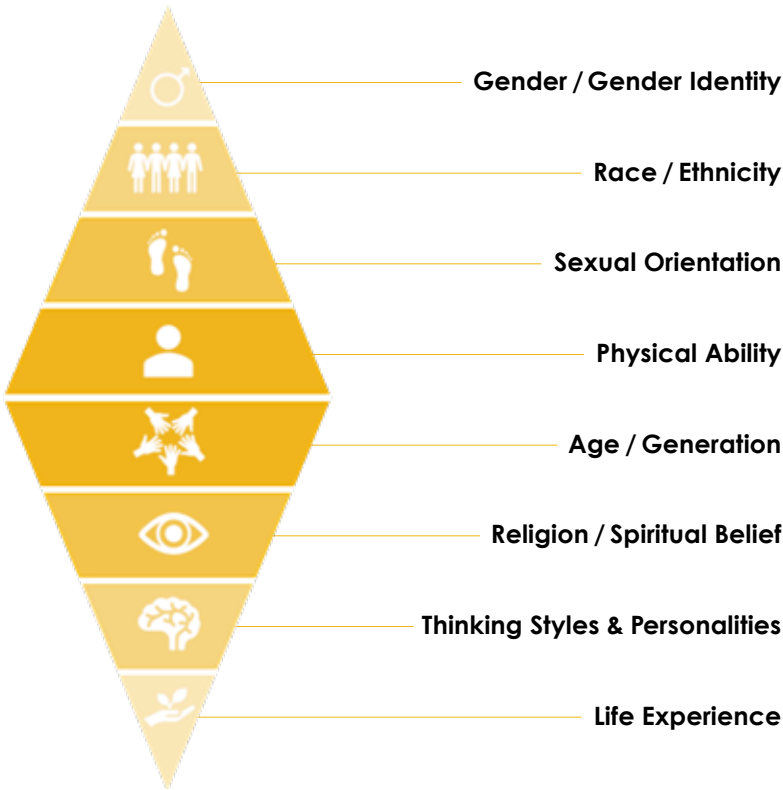 Gender / Gender Identity
Race / Ethnicity
Sexual Orientation
Physical Ability
Age / Generation
Religion / Spiritual Belief
Thinking Styles & Personalities
Life Experience